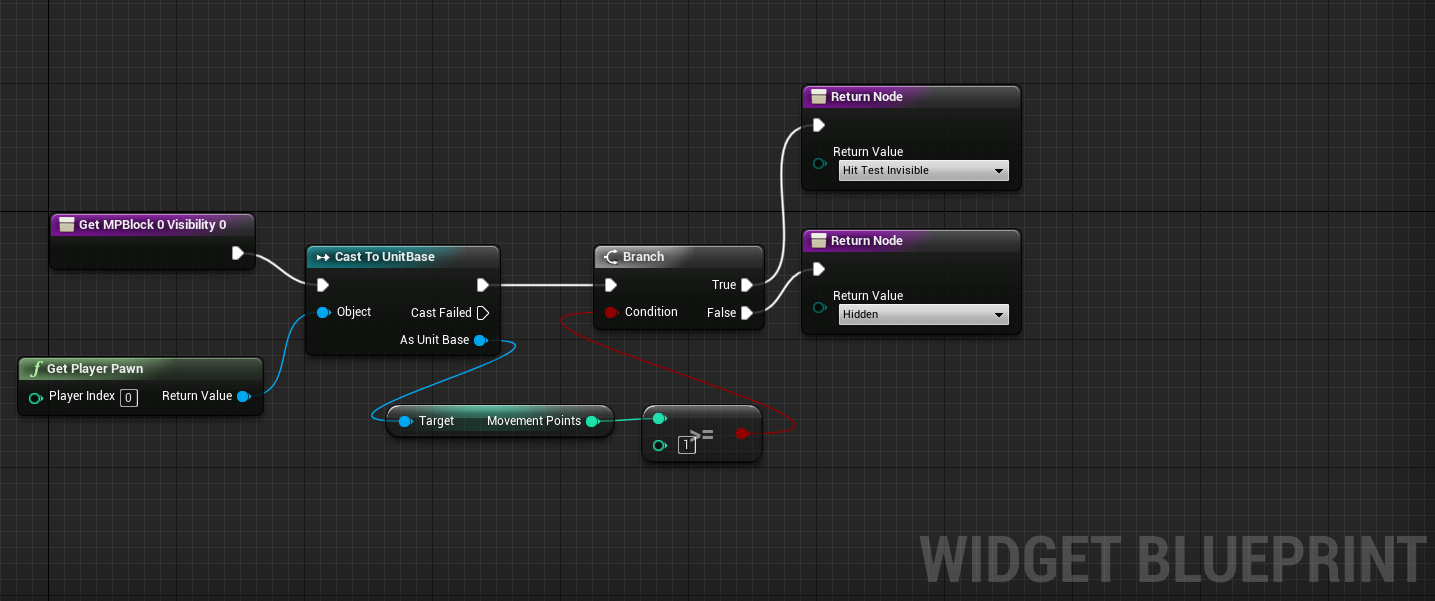 Return Node
Return Value
Hit Test Invisible
Get MPBlock 0 Visibility 0
Return Node
Return Value
Hidden
Cast To UnitBase
Object
Cast Failed
As Unit Base
Branch
True
Condition
False
Get Player Pawn
Player Index 0
Return Value
Target
Movement Points
>=
1
WIDGET BLUEPRINT